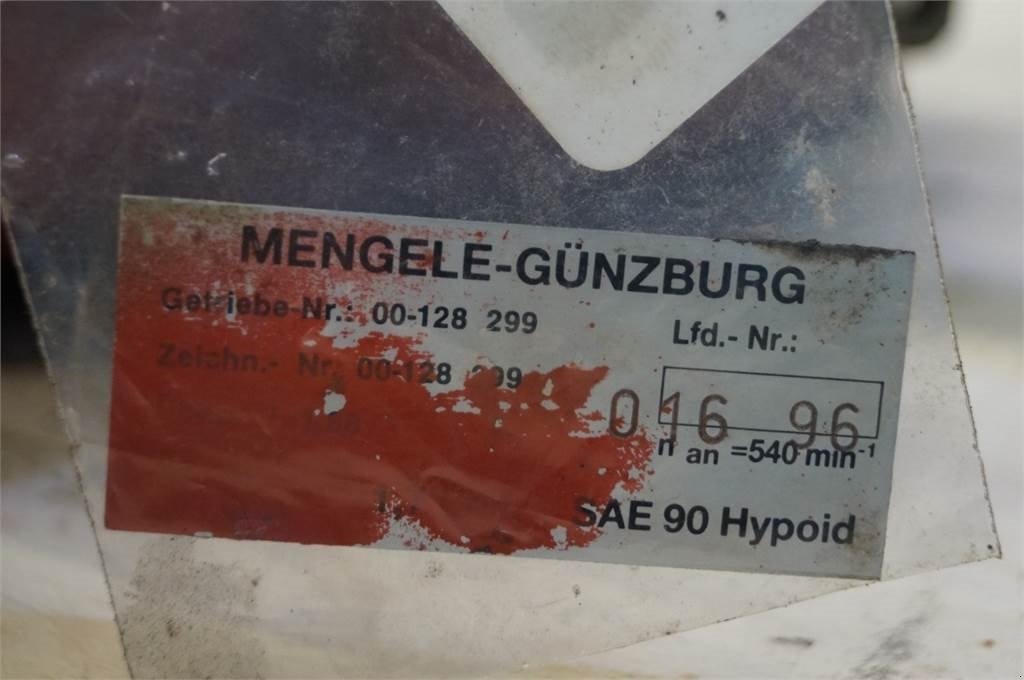 MENGELE-GÜNZBURG
Getriebe-Nr.: 00-128 299
Lfd.- Nr.:
Zeichn.- Nr. 00-128 299
016 96
n an =540 min-1
SAE 90 Hypoid